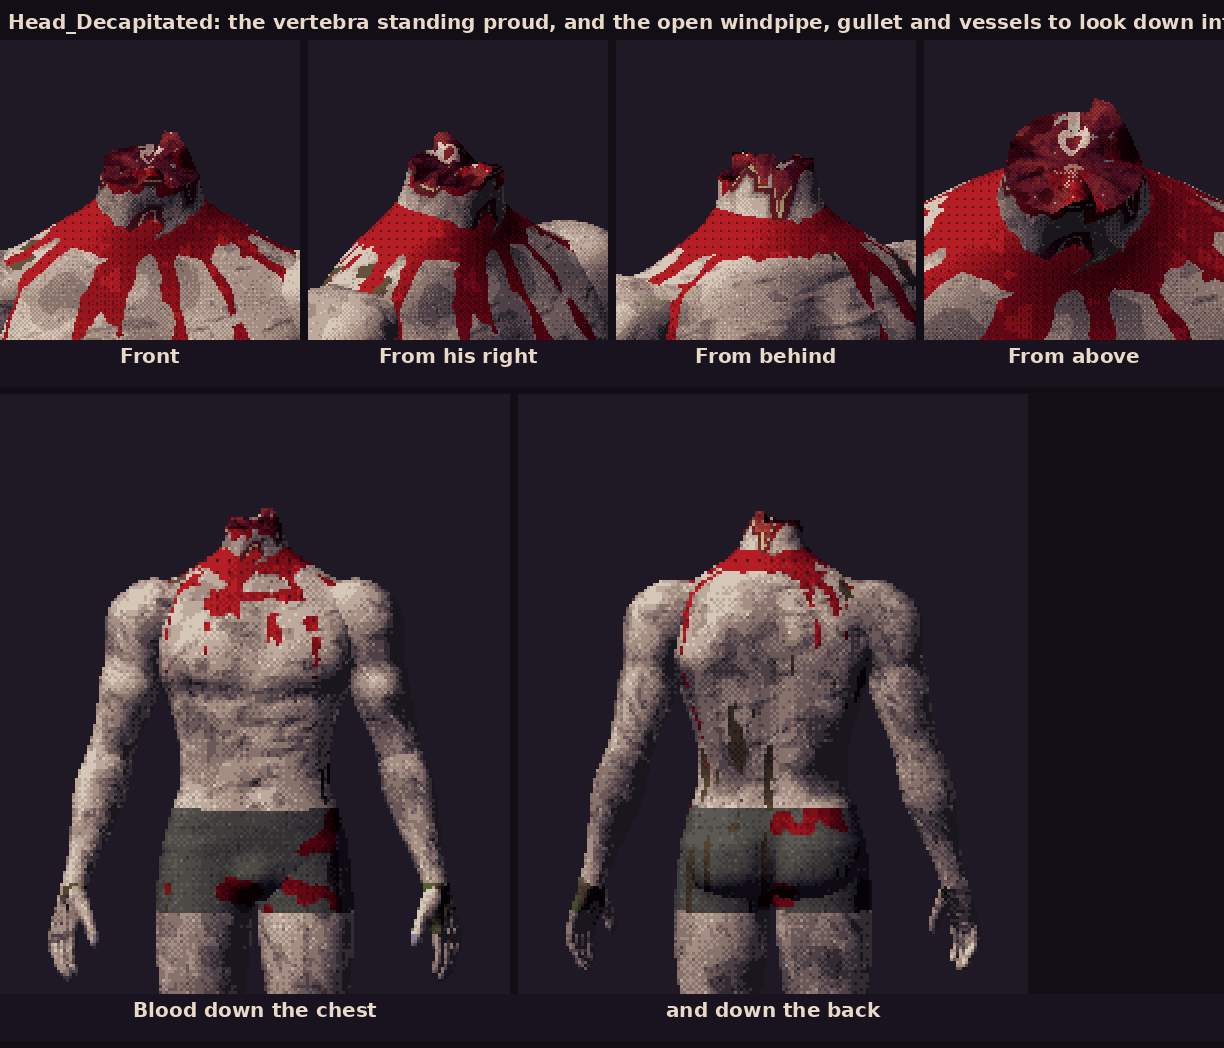 Head_Decapitated: the vertebra standing proud, and the open windpipe, gullet and vessels to look down
Front
From his right
From behind
From above
Blood down the chest
and down the back